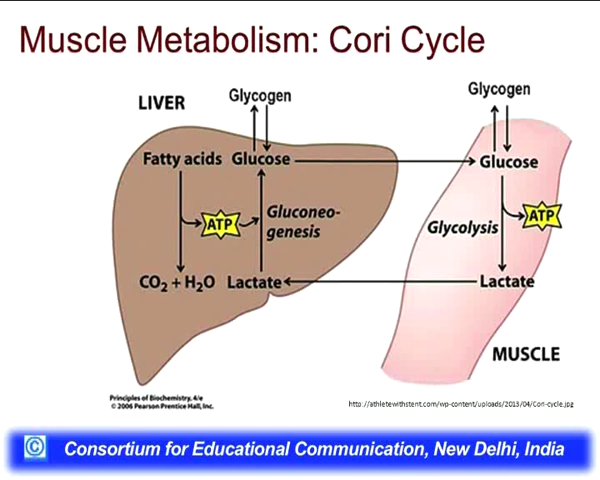 Muscle Metabolism: Cori Cycle
LIVER
Glycogen
Glycogen
Fatty acids Glucose
Glucose
ATP
Gluconeo-
genesis
Glycolysis
ATP
CO₂ + H₂O Lactate
Lactate
MUSCLE
Principles of Biochemistry, 4/e
© 2006 Pearson Prentice Hall, Inc.
http://athletewithstent.com/wp-content/uploads/2013/04/Cori-cycle.jpg
© Consortium for Educational Communication, New Delhi, India